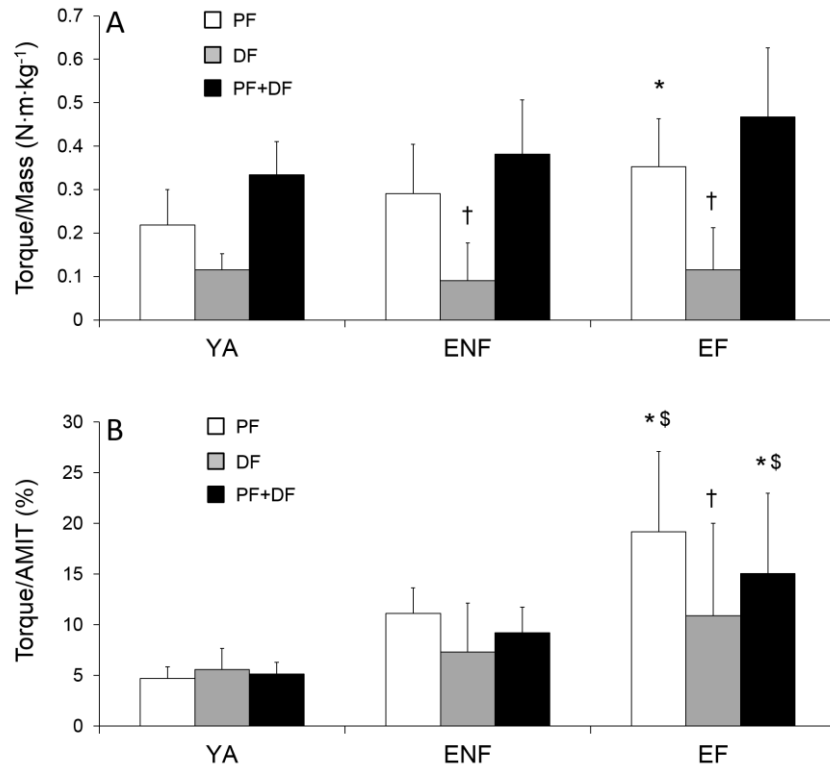 A
Torque/Mass (N·m·kg⁻¹)
0.7
0.6
0.5
0.4
0.3
0.2
0.1
0
PF
DF
PF+DF
*
†
†
YA ENF EF
B
Torque/AMIT (%)
30
25
20
15
10
5
0
PF
DF
PF+DF
* $
†
* $
YA ENF EF